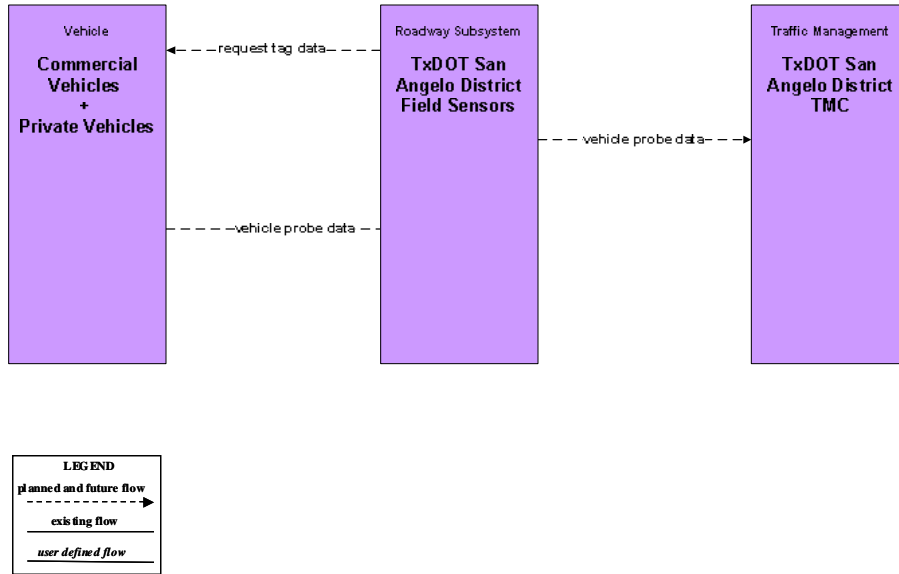 Vehicle
Commercial
Vehicles
+
Private Vehicles
request tag data
vehicle probe data
Roadway Subsystem
TxDOT San
Angelo District
Field Sensors
vehicle probe data
Traffic Management
TxDOT San
Angelo District
TMC
LEGEND
planned and future flow
existing flow
user defined flow